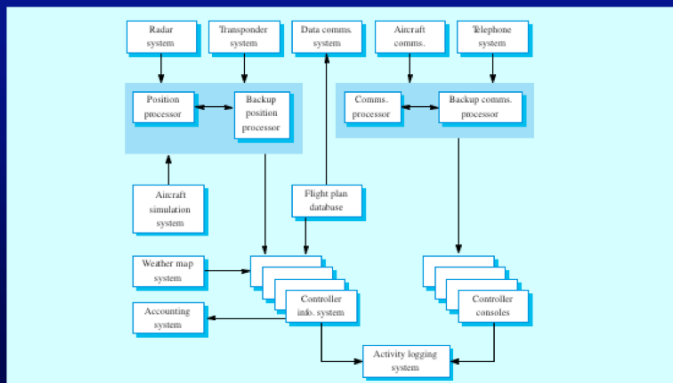 Radar
system
Transponder
system
Data comms.
system
Aircraft
comms.
Telephone
system
Position
processor
Backup
position
processor
Comms.
processor
Backup comms.
processor
Aircraft
simulation
system
Flight plan
database
Weather map
system
Accounting
system
Controller
info. system
Controller
consoles
Activity logging
system